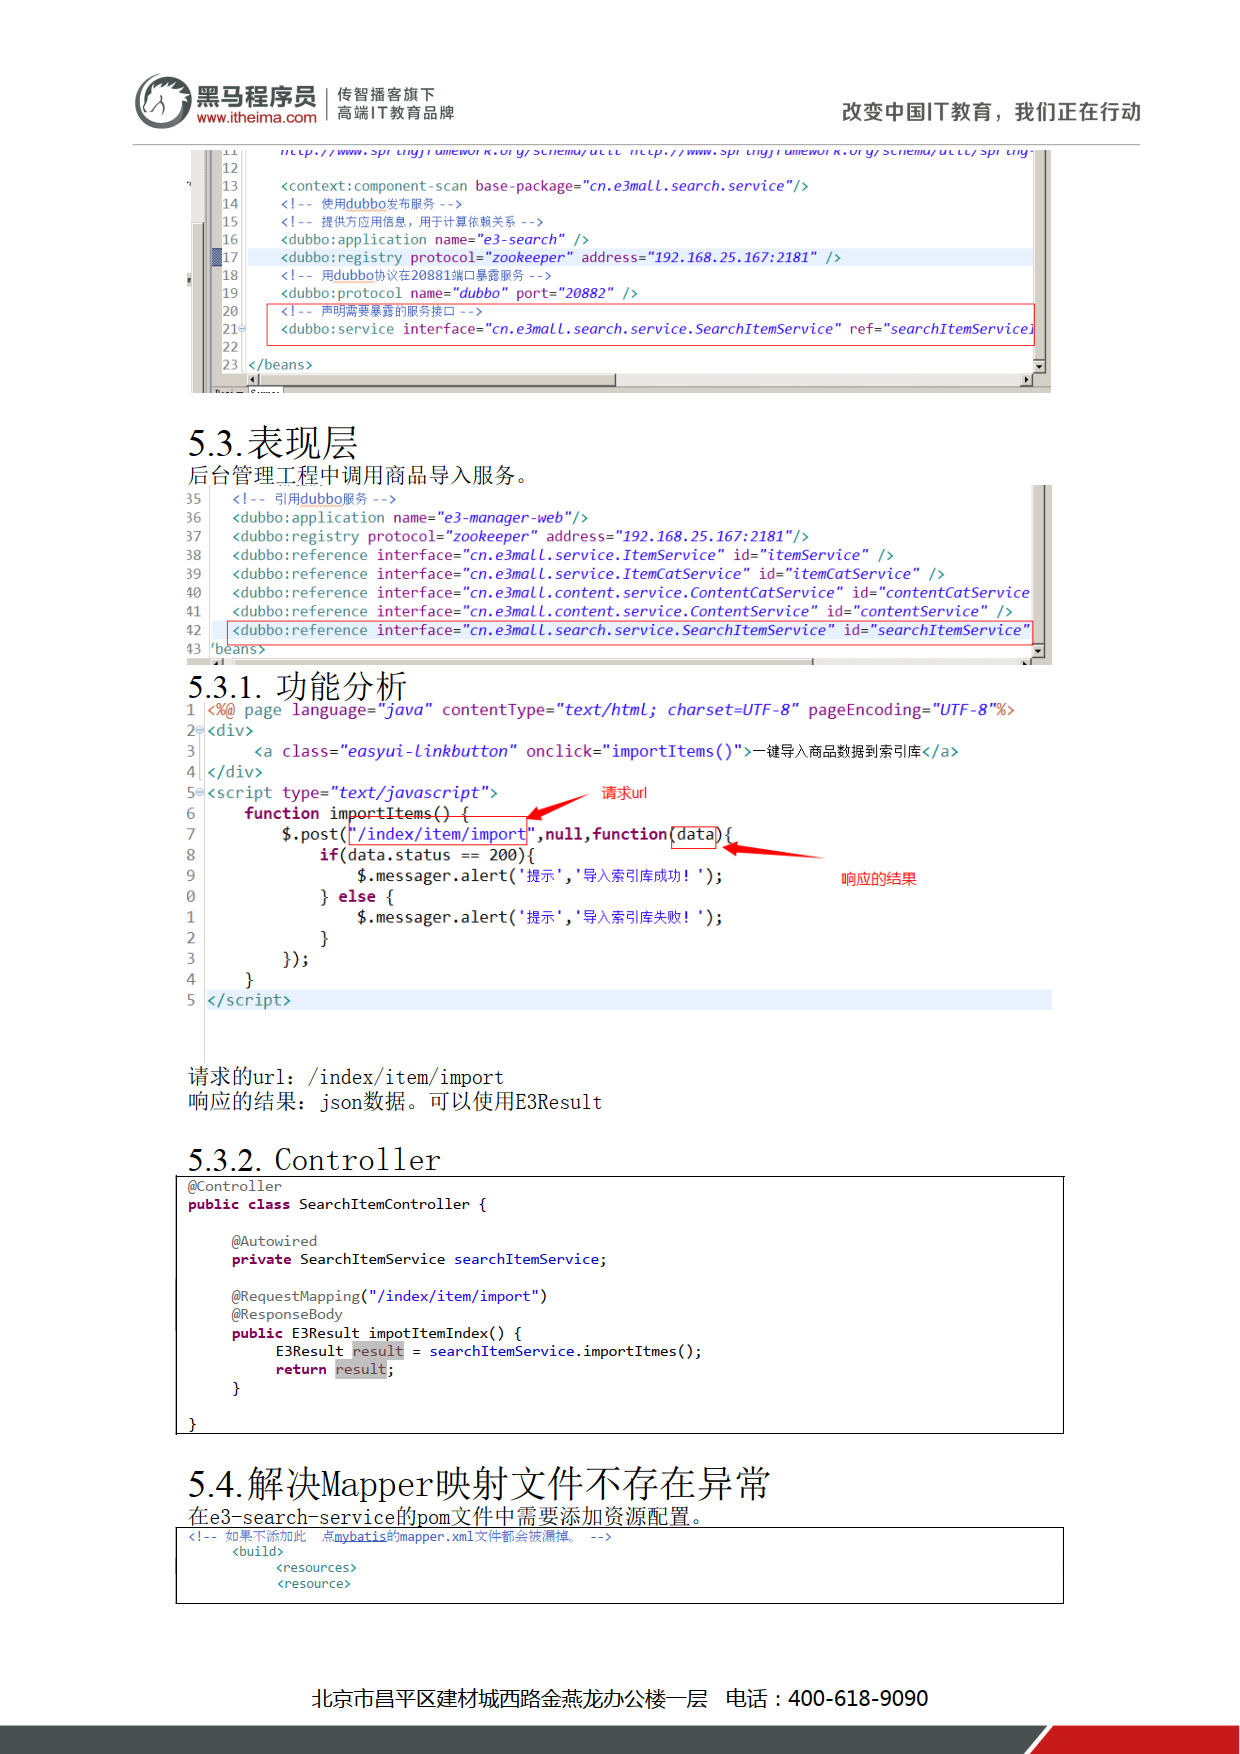 黑马程序员
www.itheima.com
传智播客旗下
高端IT教育品牌
改变中国IT教育，我们正在行动
11 http://www.springframework.org/schema/util http://www.springframework.org/schema/util/spring-
12
13 <context:component-scan base-package="cn.e3mall.search.service"/>
14 <!-- 使用dubbo发布服务 -->
15 <!-- 提供方应用信息，用于计算依赖关系 -->
16 <dubbo:application name="e3-search" />
17 <dubbo:registry protocol="zookeeper" address="192.168.25.167:2181" />
18 <!-- 用dubbo协议在20881端口暴露服务 -->
19 <dubbo:protocol name="dubbo" port="20882" />
20 <!-- 声明需要暴露的服务接口 -->
21 <dubbo:service interface="cn.e3mall.search.service.SearchItemService" ref="searchItemServiceI
22
23 </beans>
5.3.表现层
后台管理工程中调用商品导入服务。
35 <!-- 引用dubbo服务 -->
36 <dubbo:application name="e3-manager-web"/>
37 <dubbo:registry protocol="zookeeper" address="192.168.25.167:2181"/>
38 <dubbo:reference interface="cn.e3mall.service.ItemService" id="itemService" />
39 <dubbo:reference interface="cn.e3mall.service.ItemCatService" id="itemCatService" />
40 <dubbo:reference interface="cn.e3mall.content.service.ContentCatService" id="contentCatService
41 <dubbo:reference interface="cn.e3mall.content.service.ContentService" id="contentService" />
42 <dubbo:reference interface="cn.e3mall.search.service.SearchItemService" id="searchItemService"
43 /beans>
5.3.1. 功能分析
1 <%@ page language="java" contentType="text/html; charset=UTF-8" pageEncoding="UTF-8"%>
2 <div>
3 <a class="easyui-linkbutton" onclick="importItems()">一键导入商品数据到索引库</a>
4 </div>
5 <script type="text/javascript">
请求url
6 function importItems() {
7 $.post("/index/item/import",null,function(data){
8 if(data.status == 200){
9 $.messager.alert('提示','导入索引库成功！');
响应的结果
0 } else {
1 $.messager.alert('提示','导入索引库失败！');
2 }
3 });
4 }
5 </script>
请求的url：/index/item/import
响应的结果：json数据。可以使用E3Result
5.3.2. Controller
@Controller
public class SearchItemController {
@Autowired
private SearchItemService searchItemService;
@RequestMapping("/index/item/import")
@ResponseBody
public E3Result impotItemIndex() {
E3Result result = searchItemService.importItmes();
return result;
}
}
5.4.解决Mapper映射文件不存在异常
在e3-search-service的pom文件中需要添加资源配置。
<!-- 如果不添加此 点mybatis的mapper.xml文件都会被漏掉。 -->
<build>
<resources>
<resource>
北京市昌平区建材城西路金燕龙办公楼一层 电话：400-618-9090